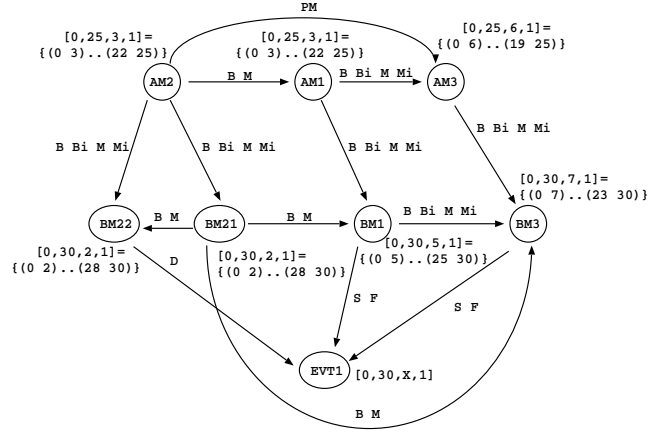 PM
[0,25,3,1]=
{(0 3)..(22 25)}
[0,25,3,1]=
{(0 3)..(22 25)}
[0,25,6,1]=
{(0 6)..(19 25)}
AM2
B M
AM1
B Bi M Mi
AM3
B Bi M Mi
B Bi M Mi
B Bi M Mi
B Bi M Mi
[0,30,7,1]=
{(0 7)..(23 30)}
BM22
B M
BM21
B M
BM1
B Bi M Mi
BM3
[0,30,2,1]=
{(0 2)..(28 30)}
D
[0,30,2,1]=
{(0 2)..(28 30)}
[0,30,5,1]=
{(0 5)..(25 30)}
S F
S F
EVT1
[0,30,X,1]
B M